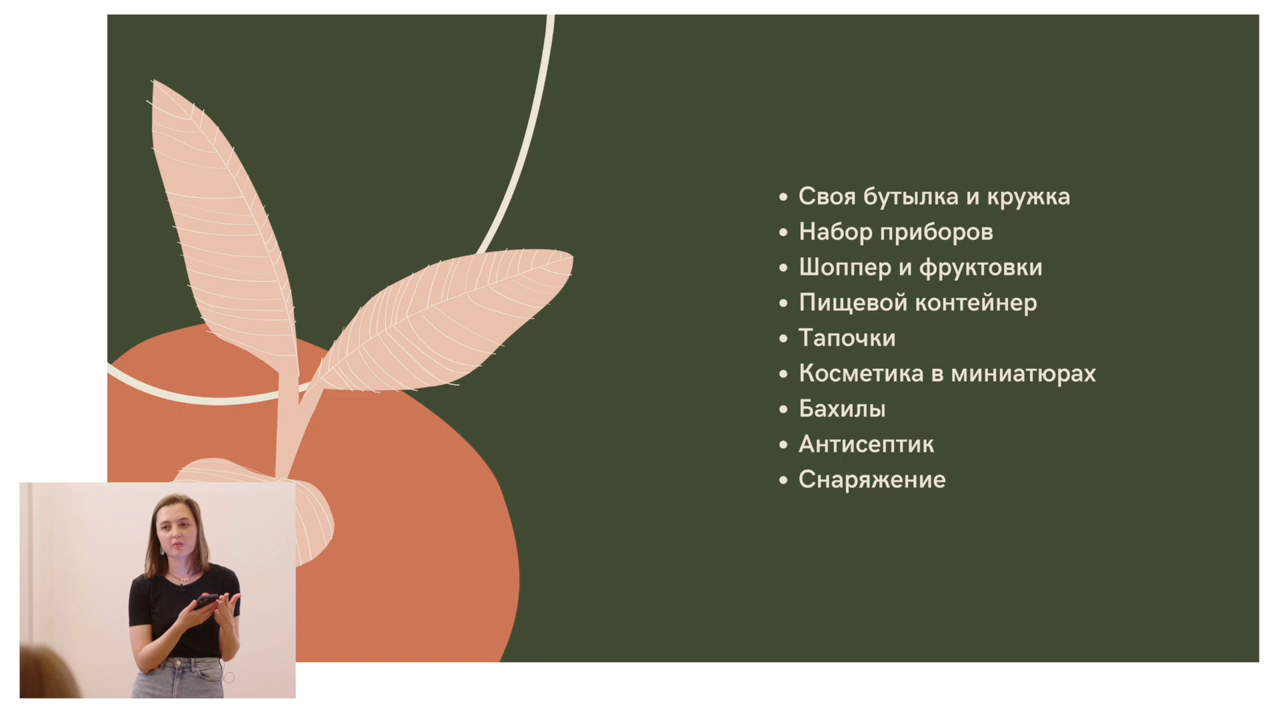 • Своя бутылка и кружка
• Набор приборов
• Шоппер и фруктовки
• Пищевой контейнер
• Тапочки
• Косметика в миниатюрах
• Бахилы
• Антисептик
• Снаряжение